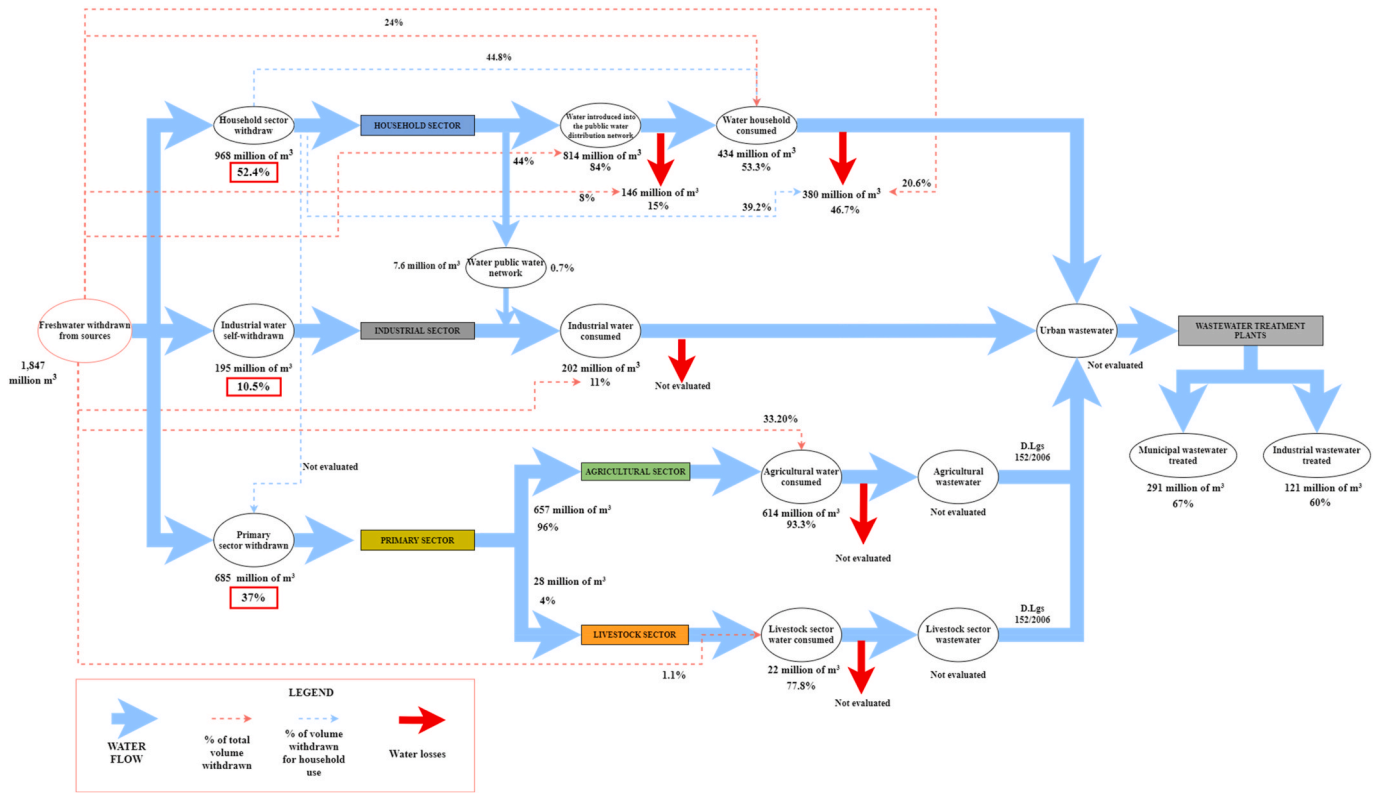 24%
44.8%
Household sector
withdraw
968 million of m³
52.4%
HOUSEHOLD SECTOR
44%
Water introduced into
the pubblic water
distribution network
814 million of m³
84%
8%
146 million of m³
15%
Water household
consumed
434 million of m³
53.3%
39.2%
380 million of m³
46.7%
20.6%
7.6 million of m³
Water public water
network
0.7%
Freshwater withdrawn
from sources
1,847
million m³
Industrial water
self-withdrawn
195 million of m³
10.5%
INDUSTRIAL SECTOR
Industrial water
consumed
202 million of m³
11%
Not evaluated
Urban wastewater
Not evaluated
WASTEWATER TREATMENT
PLANTS
Municipal wastewater
treated
291 million of m³
67%
Industrial wastewater
treated
121 million of m³
60%
33.20%
Not evaluated
Primary
sector withdrawn
685 million of m³
37%
PRIMARY SECTOR
AGRICULTURAL SECTOR
657 million of m³
96%
Agricultural water
consumed
614 million of m³
93.3%
Not evaluated
Agricultural
wastewater
Not evaluated
D.Lgs
152/2006
28 million of m³
4%
LIVESTOCK SECTOR
1.1%
Livestock sector
water consumed
22 million of m³
77.8%
Not evaluated
Livestock sector
wastewater
Not evaluated
D.Lgs
152/2006
LEGEND
WATER
FLOW
% of total
volume
withdrawn
% of volume
withdrawn
for household
use
Water losses